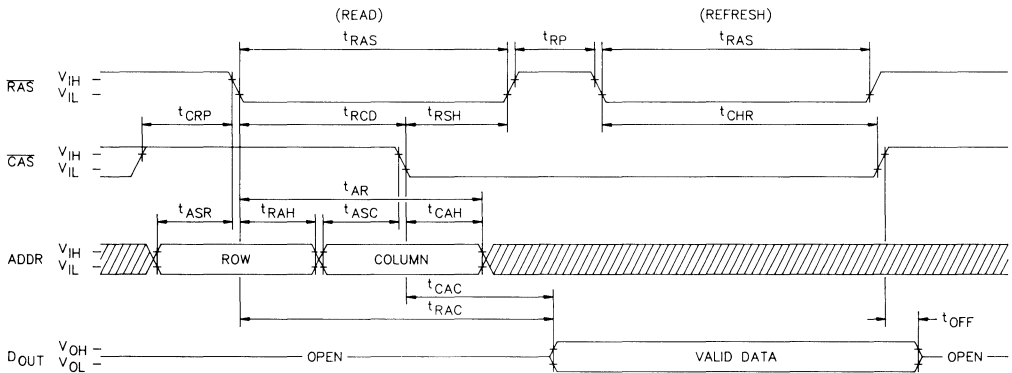 (READ) (REFRESH)
tRAS tRP tRAS
RAS VIH
VIL
tCRP tRCD tRSH tCHR
CAS VIH
VIL
tAR
tASR tRAH tASC tCAH
ADDR VIH
VIL
ROW COLUMN
tCAC
tRAC
tOFF
DOUT VOH
VOL
OPEN VALID DATA OPEN